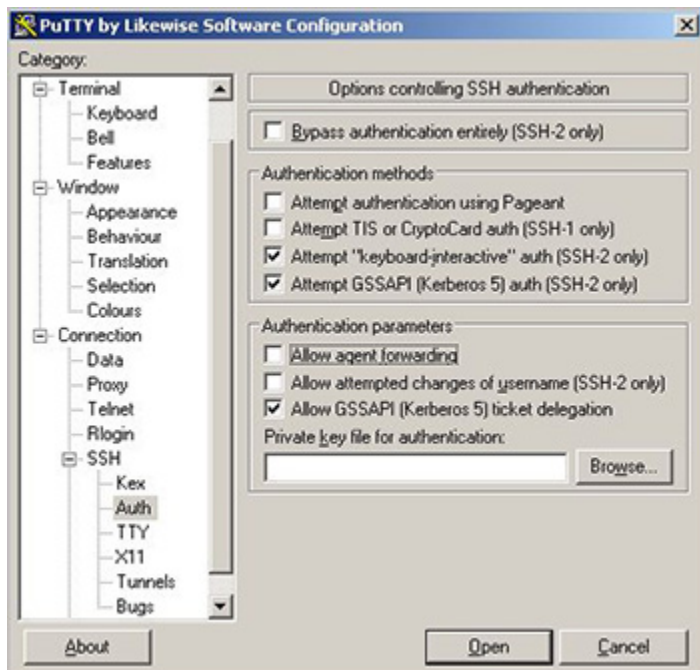 PuTTY by Likewise Software Configuration
Category:
Terminal
Keyboard
Bell
Features
Window
Appearance
Behaviour
Translation
Selection
Colours
Connection
Data
Proxy
Telnet
Rlogin
SSH
Kex
Auth
TTY
X11
Tunnels
Bugs
Options controlling SSH authentication
Bypass authentication entirely (SSH-2 only)
Authentication methods
Attempt authentication using Pageant
Attempt TIS or CryptoCard auth (SSH-1 only)
Attempt "keyboard-interactive" auth (SSH-2 only)
Attempt GSSAPI (Kerberos 5) auth (SSH-2 only)
Authentication parameters
Allow agent forwarding
Allow attempted changes of username (SSH-2 only)
Allow GSSAPI (Kerberos 5) ticket delegation
Private key file for authentication:
Browse...
About
Open
Cancel